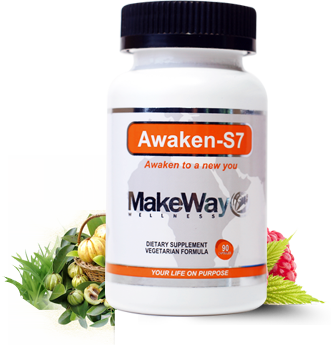 Awaken-S7
Awaken to a new you
MakeWay
WELLNESS
DIETARY SUPPLEMENT
VEGETARIAN FORMULA
90
YOUR LIFE ON PURPOSE